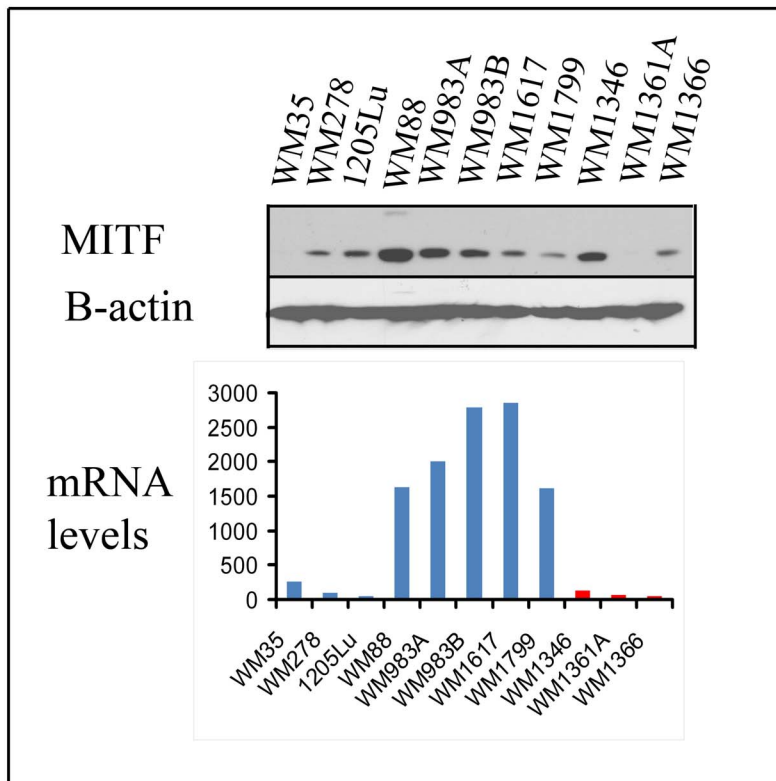 WM35
WM278
1205Lu
WM88
WM983A
WM983B
WM1617
WM1799
WM1346
WM1361A
WM1366
MITF
B-actin
mRNA
levels
3000
2500
2000
1500
1000
500
0
WM35
WM278
1205Lu
WM88
WM983A
WM983B
WM1617
WM1799
WM1346
WM1361A
WM1366